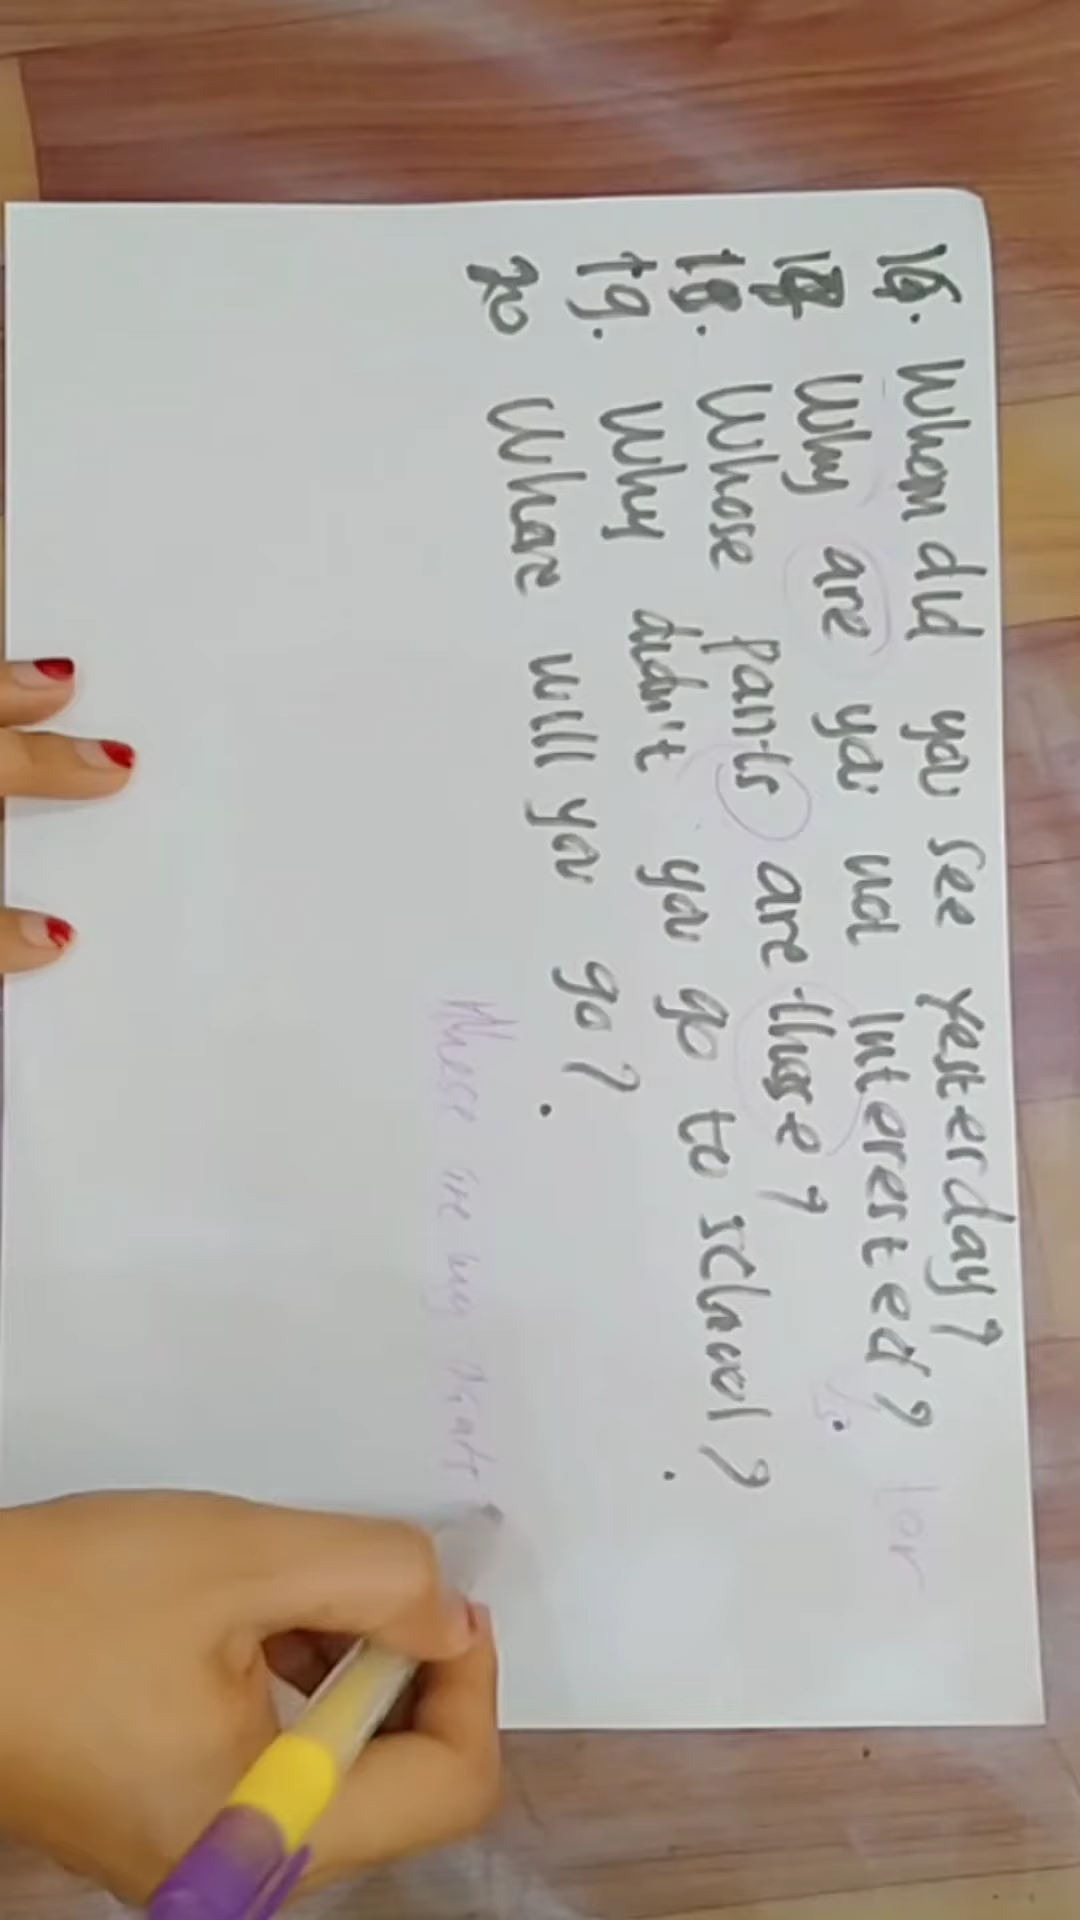 16. Whom did you see yesterday?
17 Why are you not interested?
18. Whose pants are these?
19. Why didn't you go to school?
20 Where will you go?
These are my pants